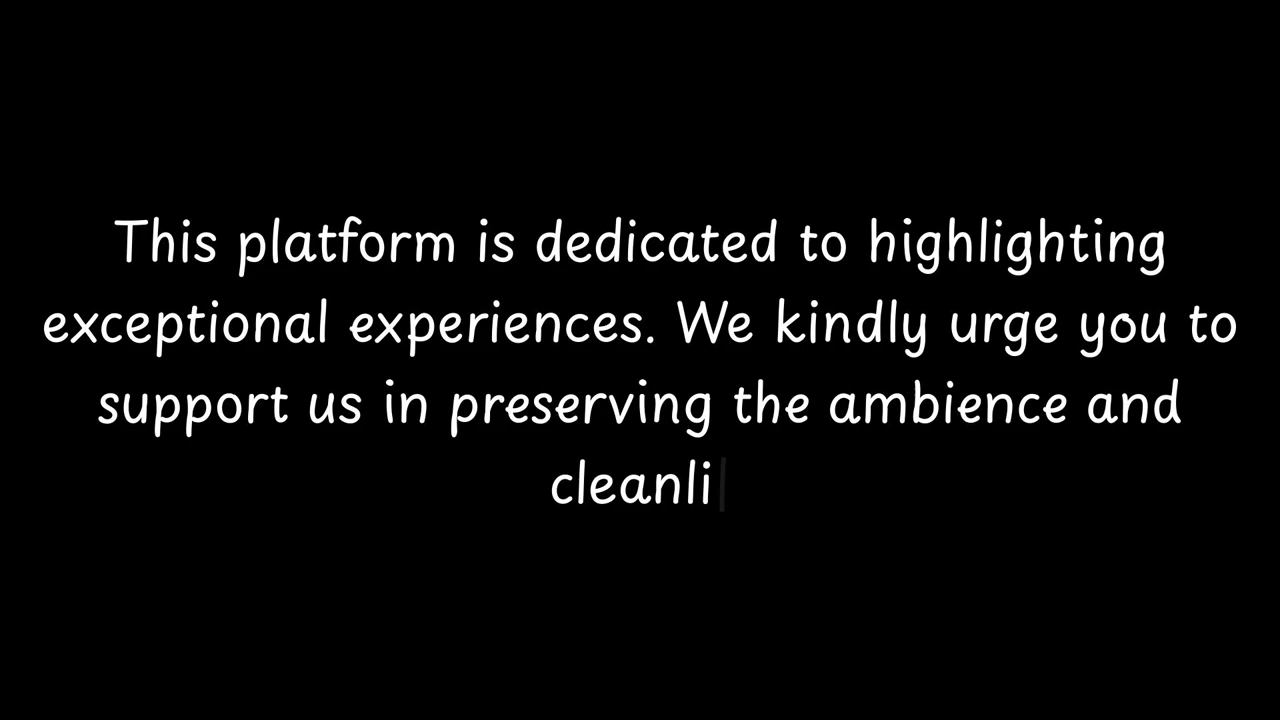 This platform is dedicated to highlighting
exceptional experiences. We kindly urge you to
support us in preserving the ambience and
cleanli